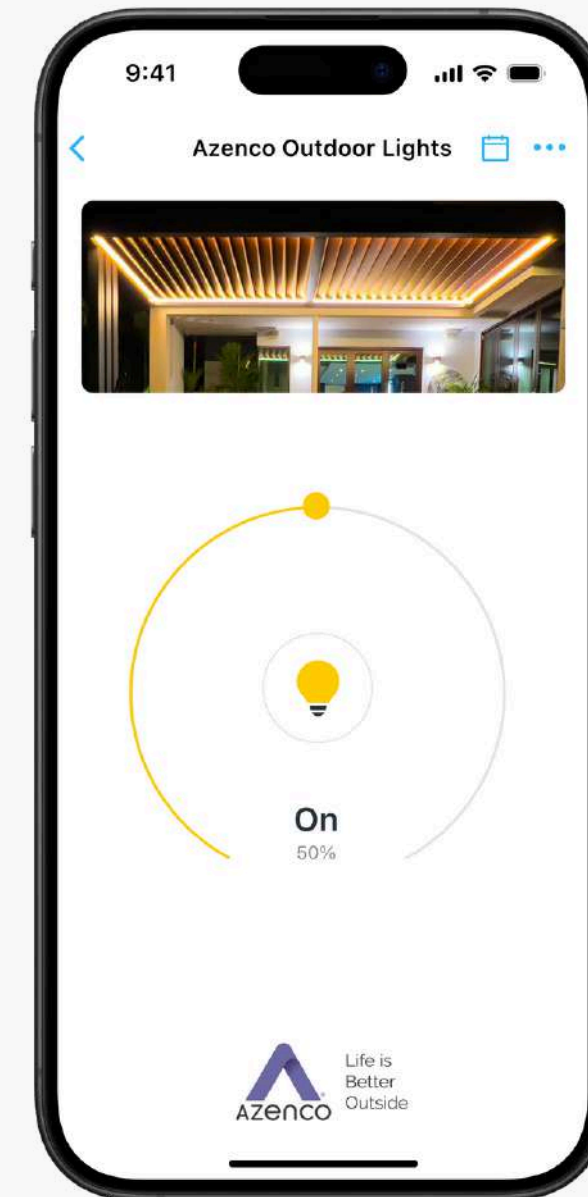 9:41
Azenco Outdoor Lights
On
50%
AZENCO
Life is
Better
Outside